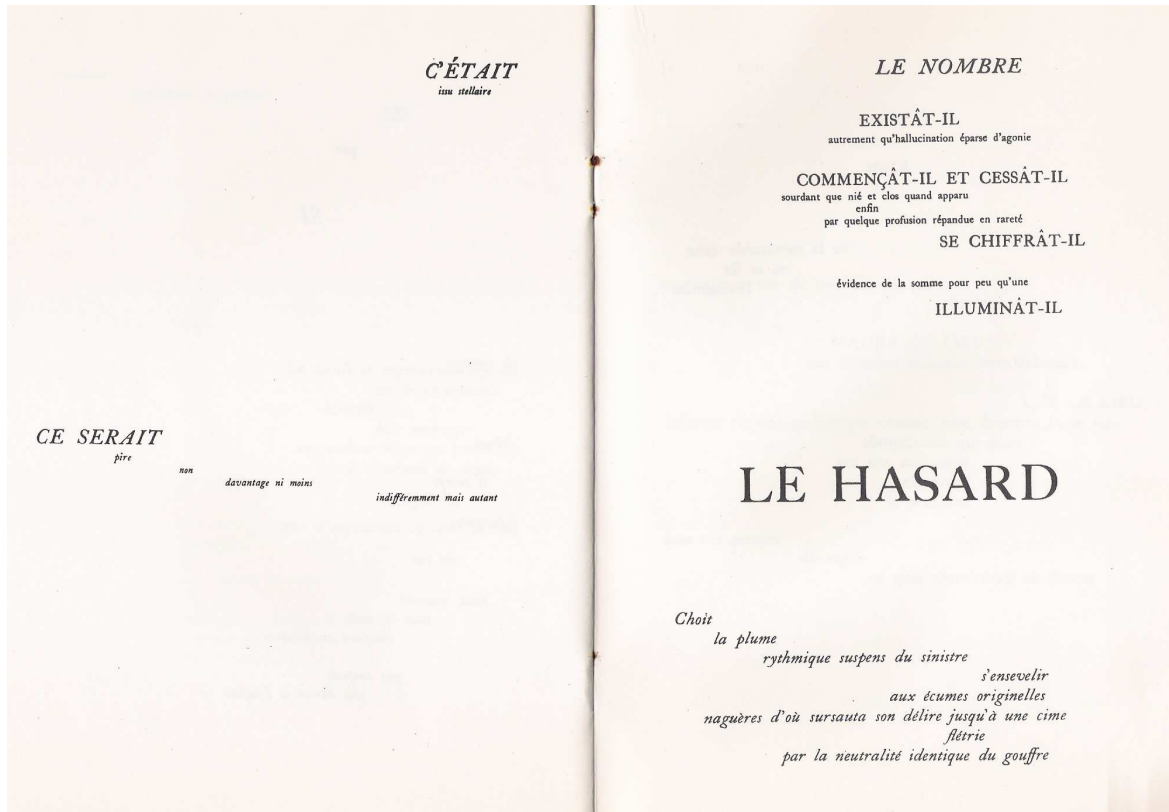 C'ÉTAIT
issu stellaire
CE SERAIT
pire
non
davantage ni moins
indifféremment mais autant
LE NOMBRE
EXISTÂT-IL
autrement qu'hallucination éparse d'agonie
COMMENÇÂT-IL ET CESSÂT-IL
sourdant que nié et clos quand apparu
enfin
par quelque profusion répandue en rareté
SE CHIFFRÂT-IL
évidence de la somme pour peu qu'une
ILLUMINÂT-IL
LE HASARD
Choit
la plume
rythmique suspens du sinistre
s'ensevelir
aux écumes originelles
naguères d'où sursauta son délire jusqu'à une cime
flétrie
par la neutralité identique du gouffre